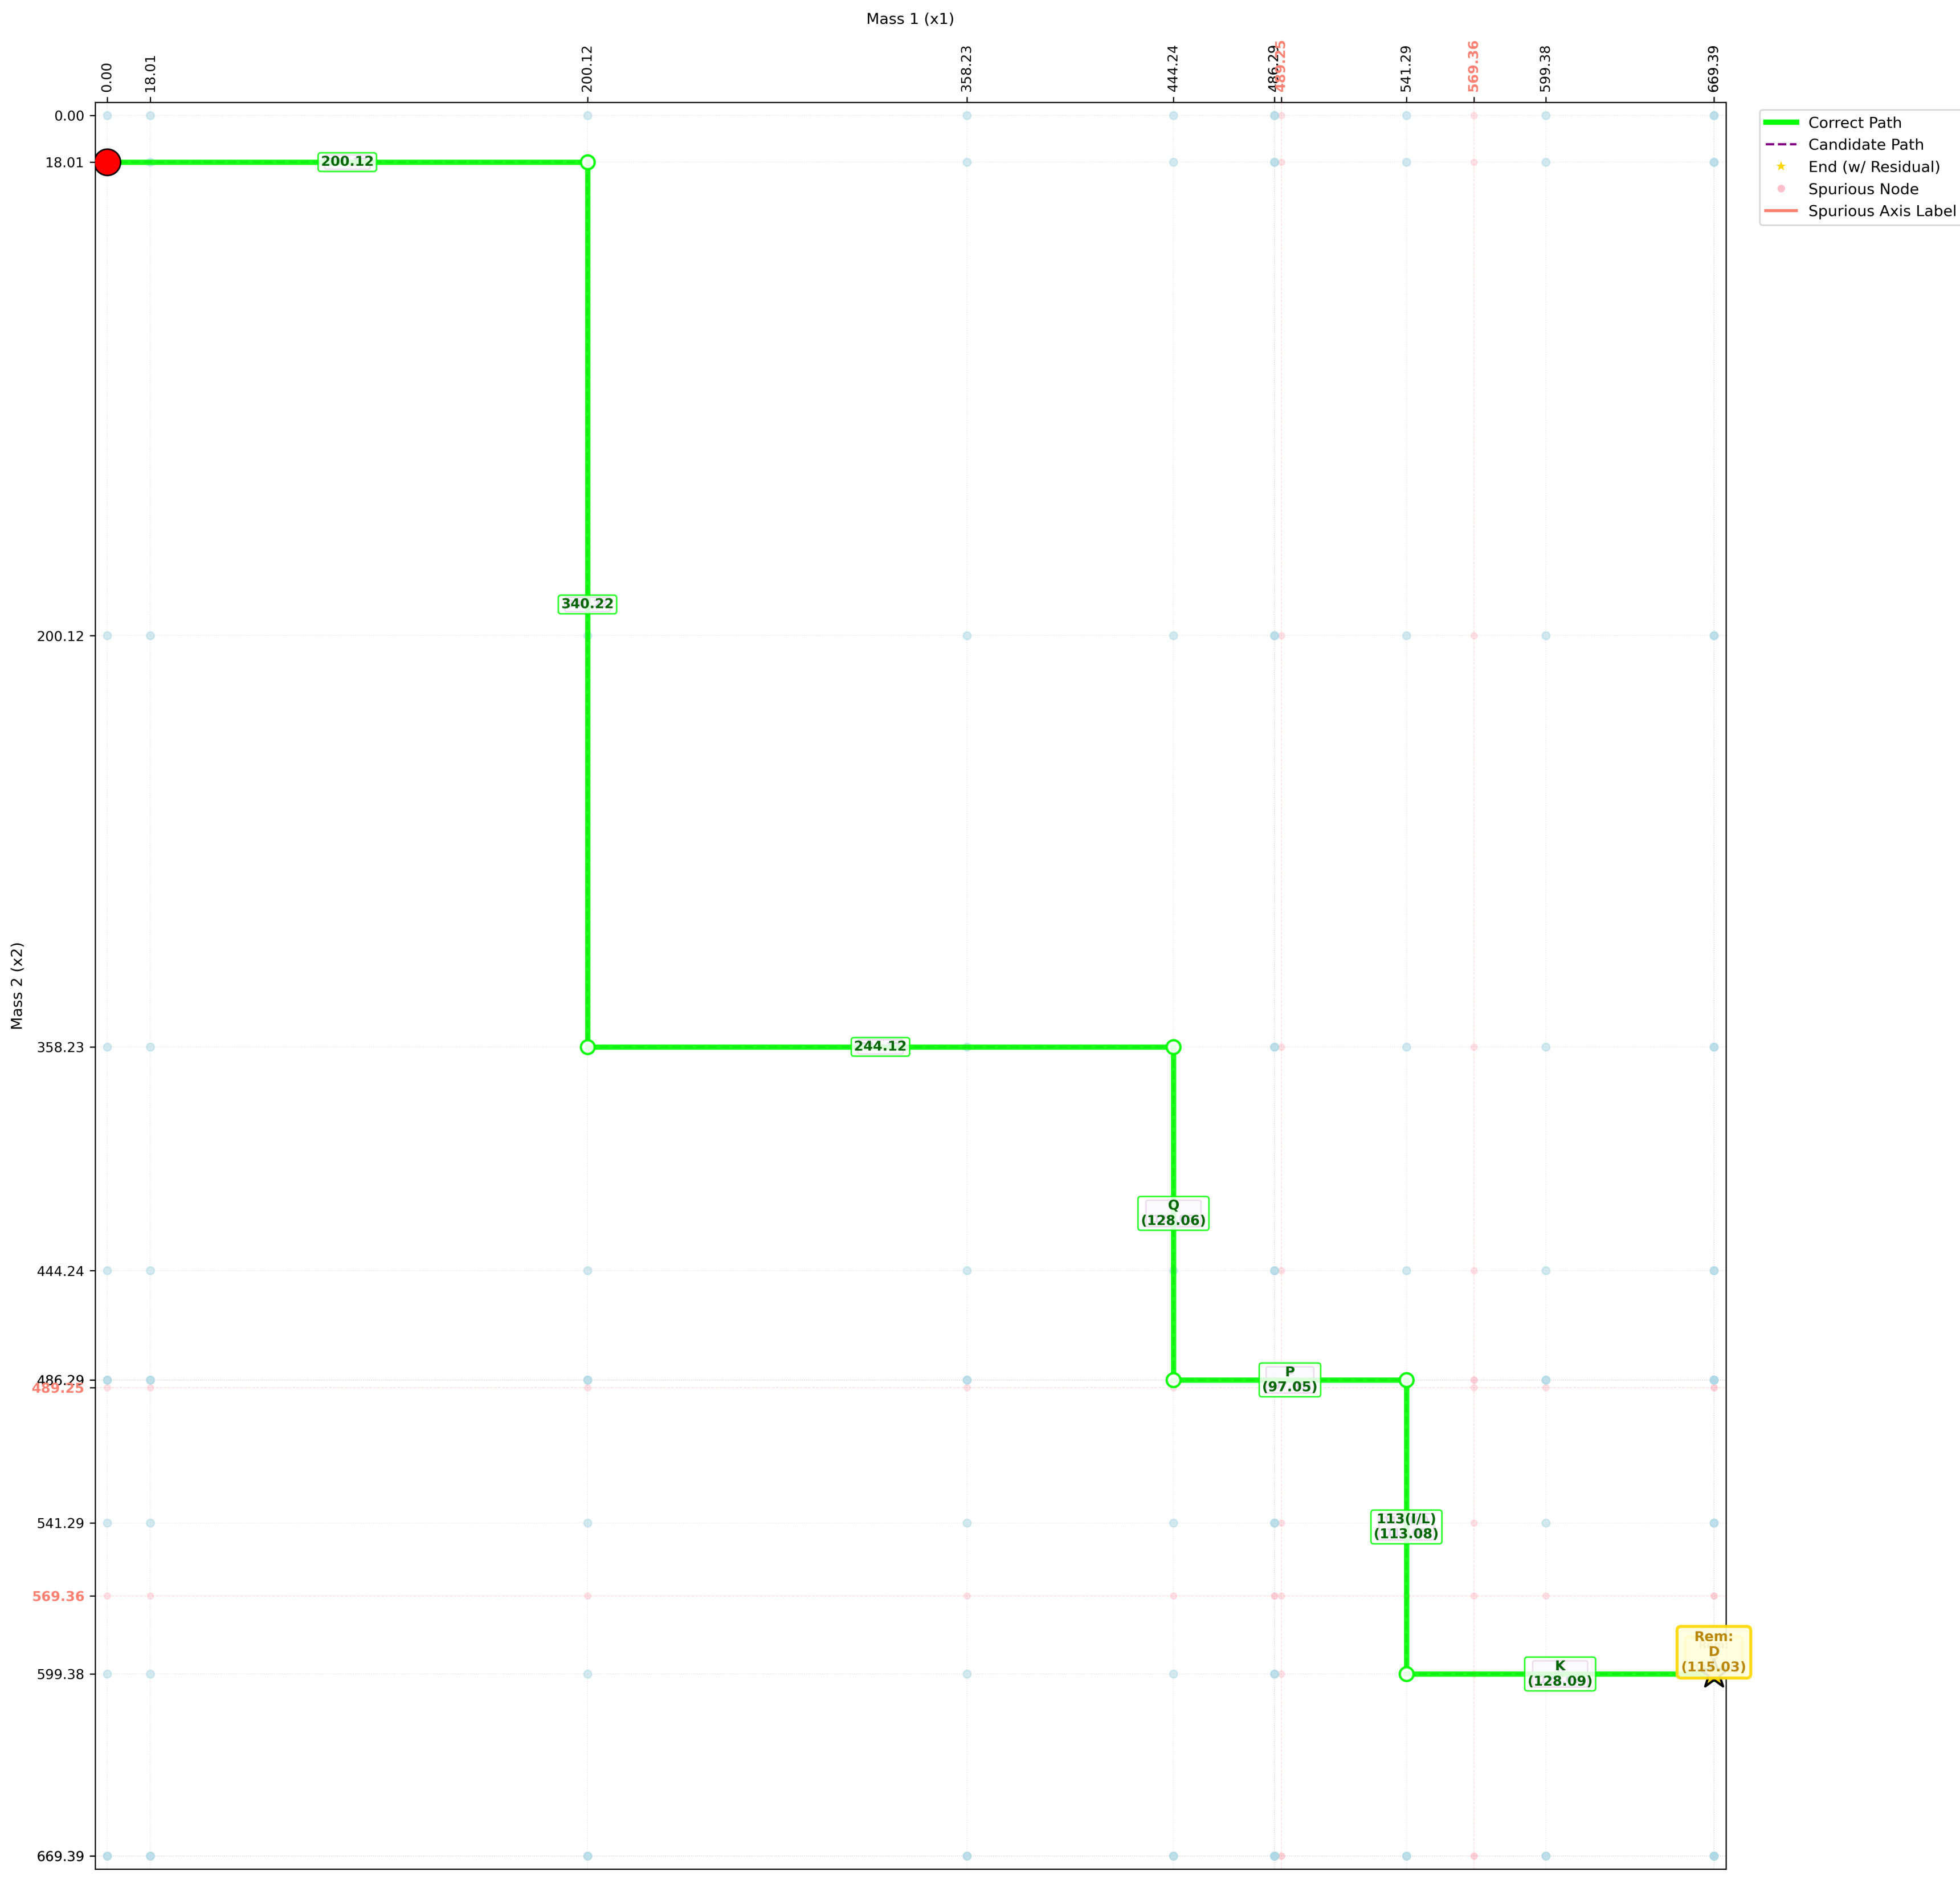 Mass 1 (x1)
0.00
18.01
200.12
358.23
444.24
486.29
489.25
541.29
569.36
599.38
669.39
Correct Path
Candidate Path
End (w/ Residual)
Spurious Node
Spurious Axis Label
Mass 2 (x2)
0.00
18.01
200.12
358.23
444.24
486.29
489.25
541.29
569.36
599.38
669.39
200.12
340.22
244.12
Q
(128.06)
P
(97.05)
113(I/L)
(113.08)
K
(128.09)
Rem:
D
(115.03)